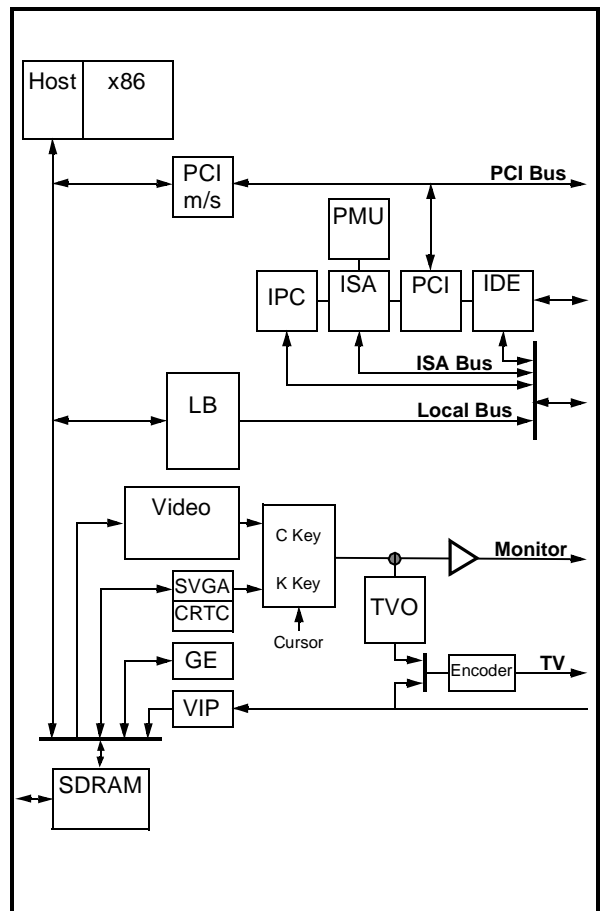 Host x86
PCI
m/s
PCI Bus
PMU
IPC ISA PCI IDE
ISA Bus
LB
Local Bus
Video
C Key
K Key
Monitor
SVGA
CRTC
TVO
Cursor
GE
Encoder
TV
VIP
SDRAM